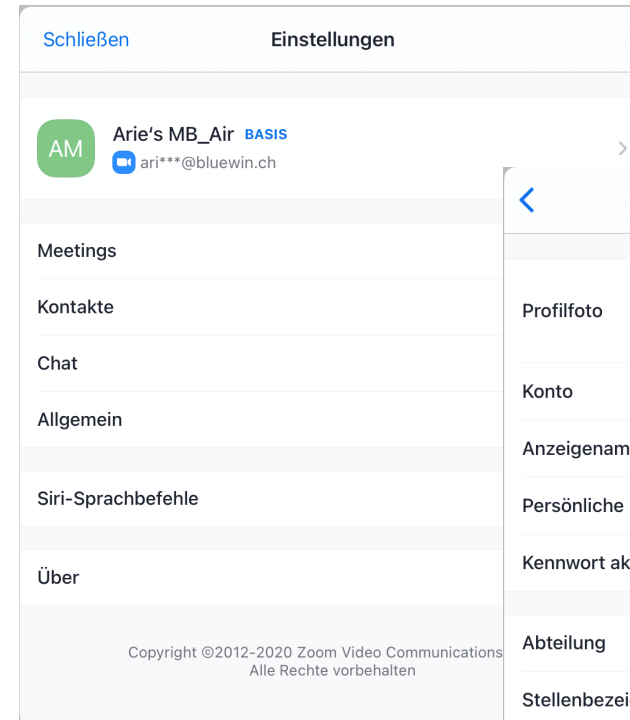 Schließen
Einstellungen
AM
Arie's MB_Air BASIS
ari***@bluewin.ch
Meetings
Kontakte
Chat
Allgemein
Siri-Sprachbefehle
Über
Copyright ©2012-2020 Zoom Video Communications
Alle Rechte vorbehalten
Profilfoto
Konto
Anzeigenam
Persönliche
Kennwort ak
Abteilung
Stellenbezei